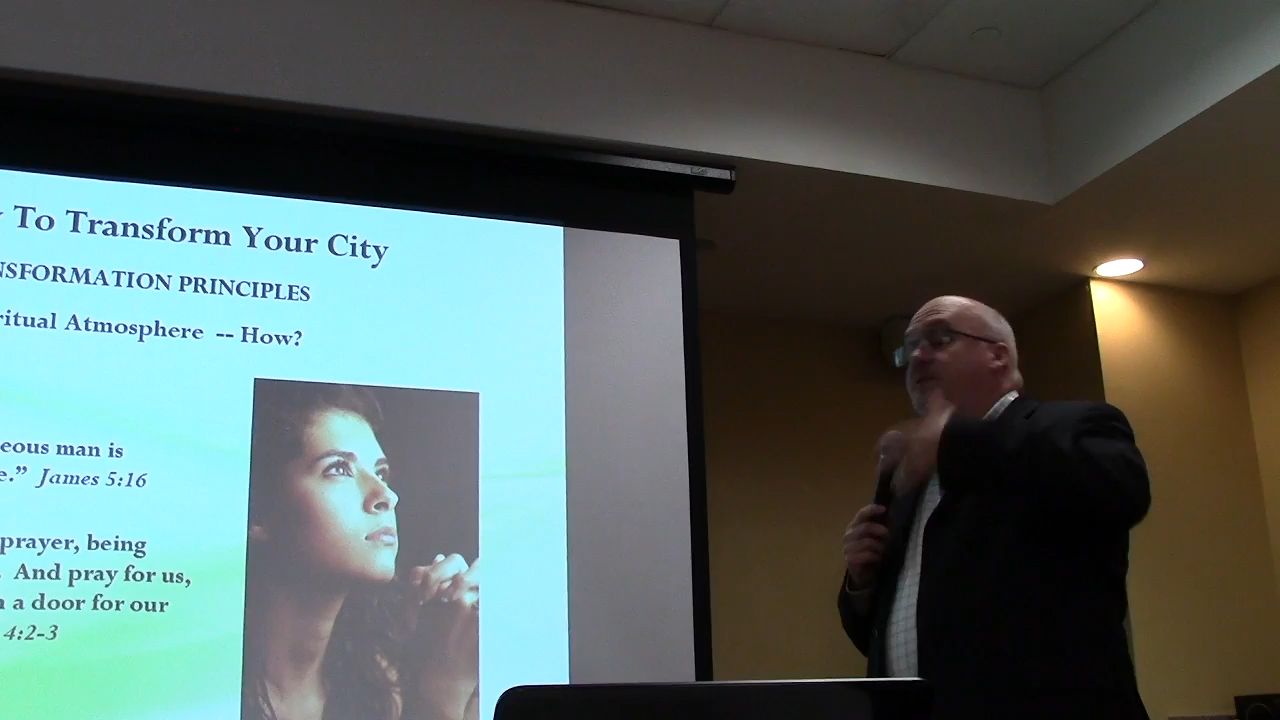 To Transform Your City
NSFORMATION PRINCIPLES
ritual Atmosphere -- How?
eous man is
e.” James 5:16
prayer, being
. And pray for us,
a door for our
4:2-3